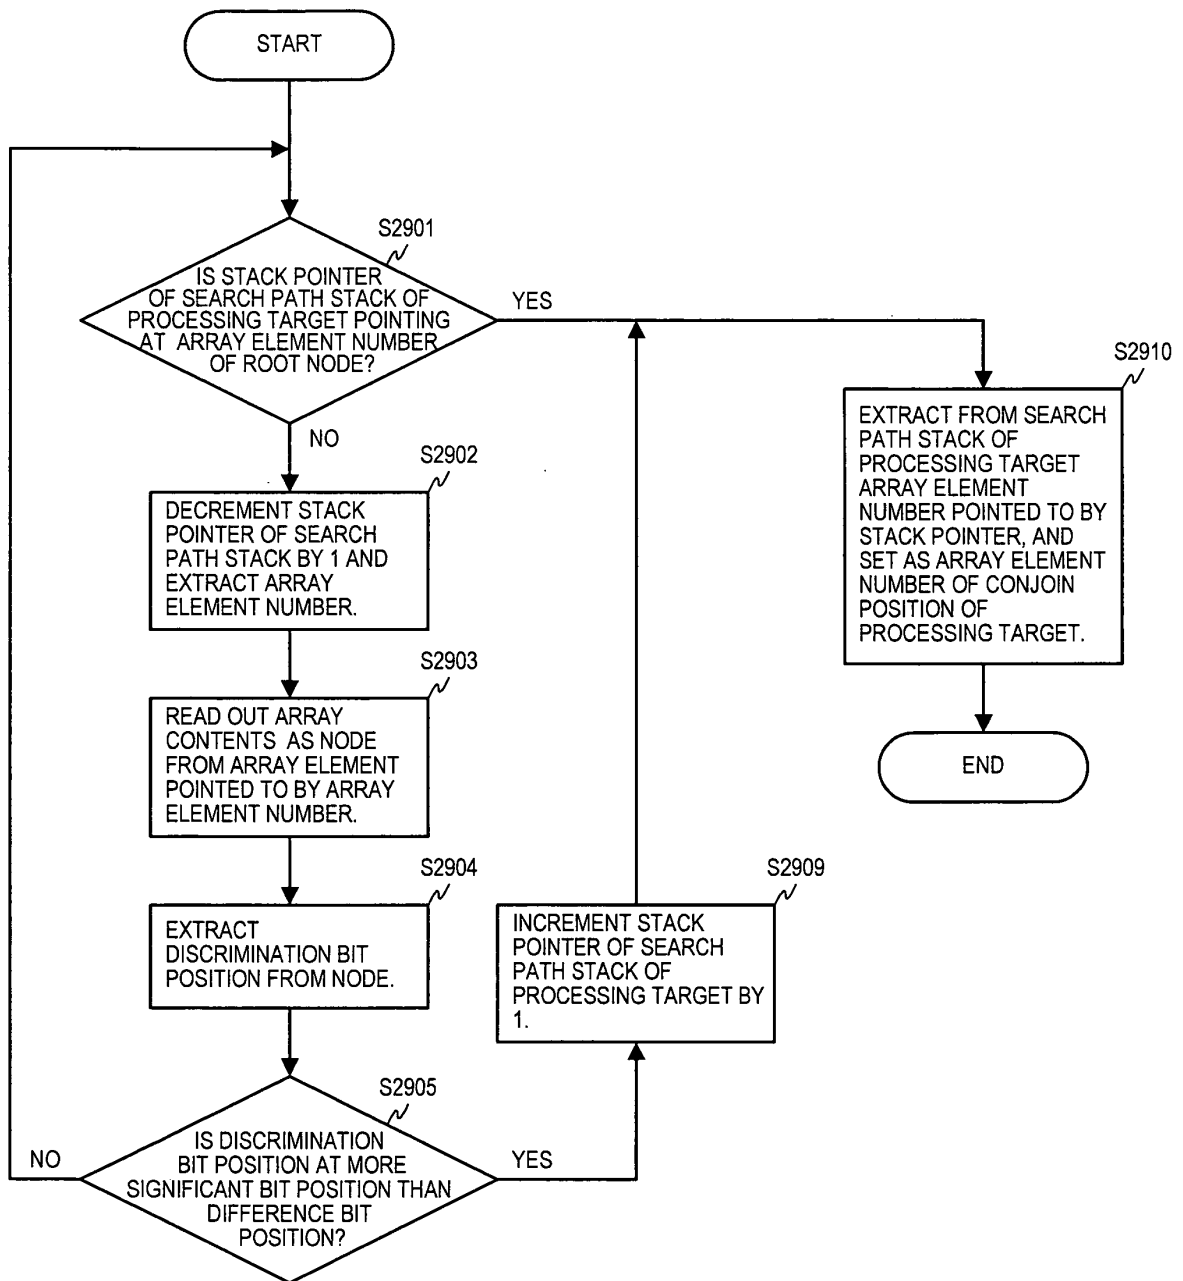 START
S2901
IS STACK POINTER
OF SEARCH PATH STACK OF
PROCESSING TARGET POINTING
AT ARRAY ELEMENT NUMBER
OF ROOT NODE?
YES
NO
S2902
DECREMENT STACK
POINTER OF SEARCH
PATH STACK BY 1 AND
EXTRACT ARRAY
ELEMENT NUMBER.
S2903
READ OUT ARRAY
CONTENTS AS NODE
FROM ARRAY ELEMENT
POINTED TO BY ARRAY
ELEMENT NUMBER.
S2904
EXTRACT
DISCRIMINATION BIT
POSITION FROM NODE.
S2905
IS DISCRIMINATION
BIT POSITION AT MORE
SIGNIFICANT BIT POSITION THAN
DIFFERENCE BIT
POSITION?
NO
YES
S2909
INCREMENT STACK
POINTER OF SEARCH
PATH STACK OF
PROCESSING TARGET BY
1.
S2910
EXTRACT FROM SEARCH
PATH STACK OF
PROCESSING TARGET
ARRAY ELEMENT
NUMBER POINTED TO BY
STACK POINTER, AND
SET AS ARRAY ELEMENT
NUMBER OF CONJOIN
POSITION OF
PROCESSING TARGET.
END